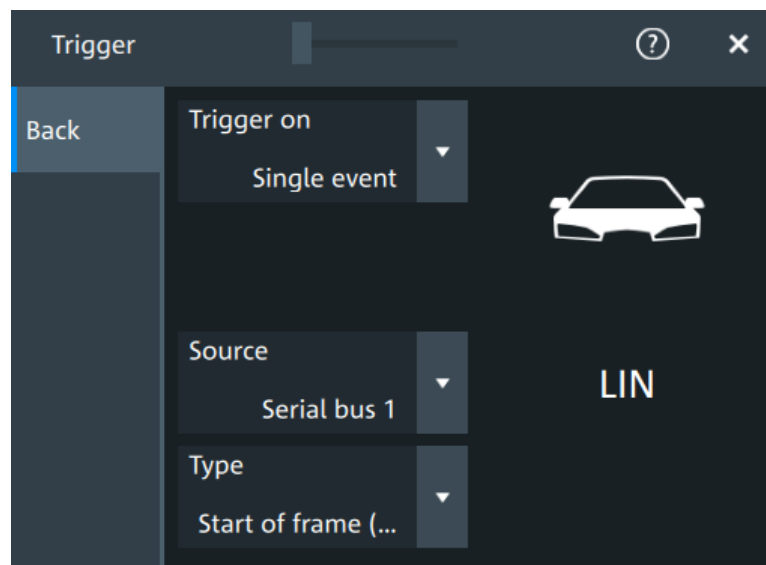 Trigger
Back
Trigger on
Single event
Source
Serial bus 1
LIN
Type
Start of frame (...